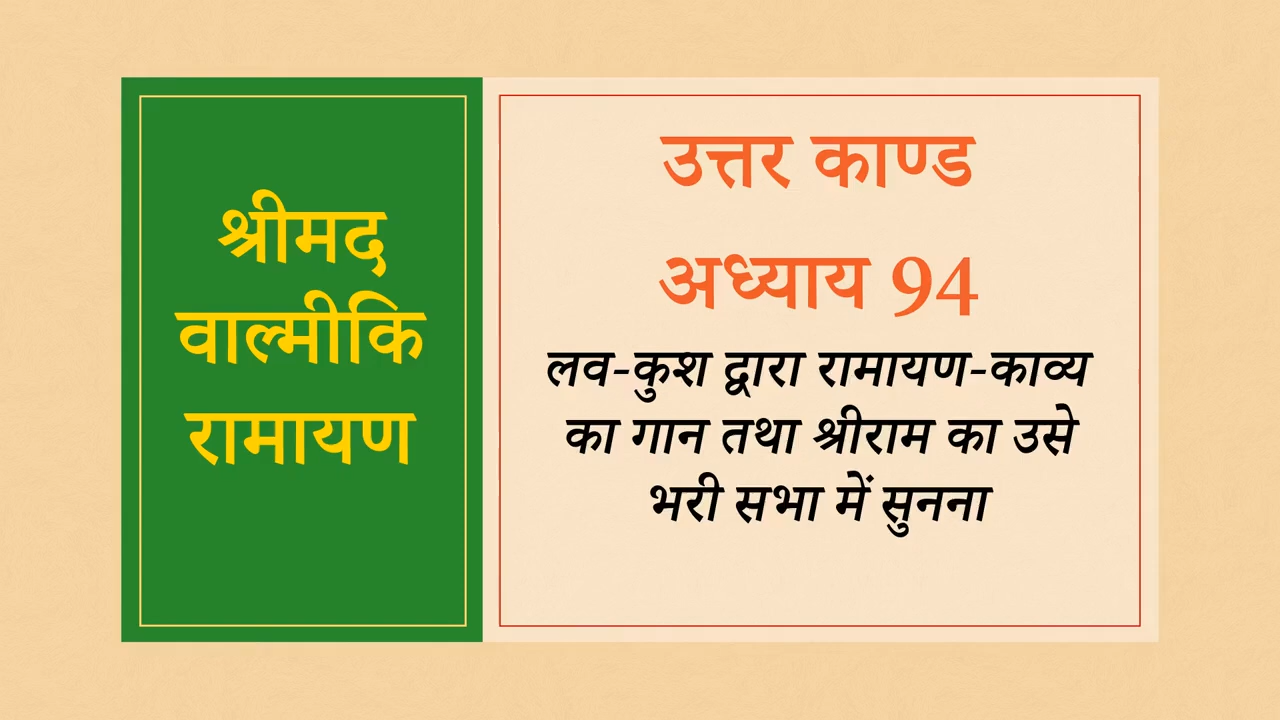 श्रीमद
वाल्मीकि
रामायण
उत्तर काण्ड
अध्याय 94
लव-कुश द्वारा रामायण-काव्य
का गान तथा श्रीराम का उसे
भरी सभा में सुनना